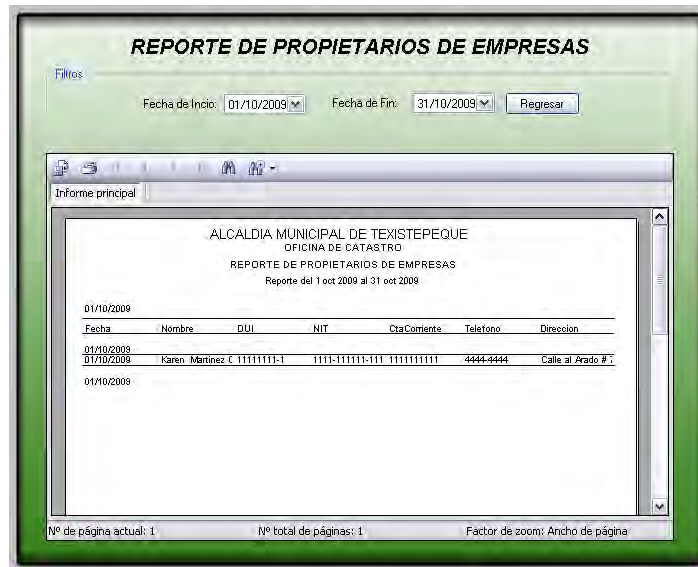 REPORTE DE PROPIETARIOS DE EMPRESAS
Filtros
Fecha de Incio: 01/10/2009 Fecha de Fin: 31/10/2009 Regresar
Informe principal
ALCALDIA MUNICIPAL DE TEXISTEPEQUE
OFICINA DE CATASTRO
REPORTE DE PROPIETARIOS DE EMPRESAS
Reporte del 1 oct 2009 al 31 oct 2009
01/10/2009
Fecha Nombre DUI NIT CtaCorriente Telefono Direccion
01/10/2009
01/10/2009 Karen Martinez 11111111-1 1111-111111-111 1111111111 4444-4444 Calle al Arado #
01/10/2009
Nº de página actual: 1 Nº total de páginas: 1 Factor de zoom: Ancho de página